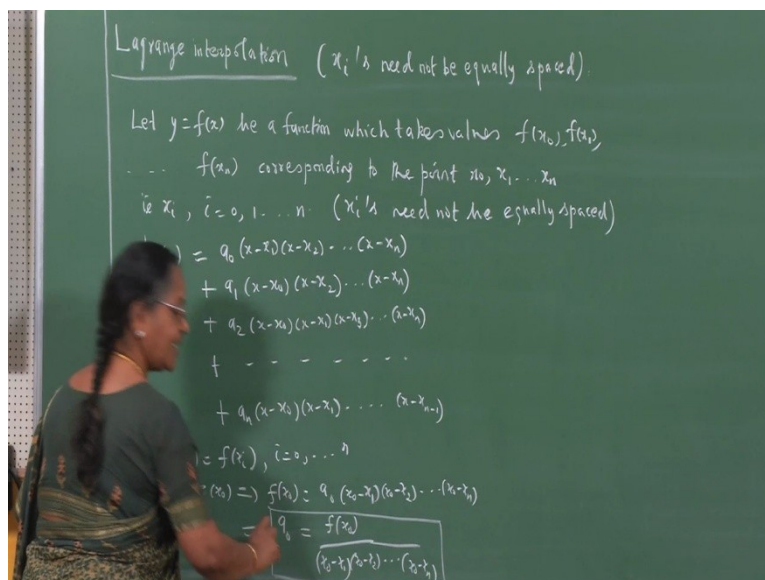 Lagrange interpolation (xᵢ's need not be equally spaced).
Let y = f(x) be a function which takes values f(x₀), f(x₁),
.... f(xₙ) corresponding to the point x₀, x₁ ... xₙ
ie xᵢ, i=0, 1 .... n. (xᵢ's need not be equally spaced)
) = a₀ (x-x₁)(x-x₂) ... (x-xₙ)
+ a₁ (x-x₀)(x-x₂) ... (x-xₙ)
+ a₂ (x-x₀)(x-x₁)(x-x₃) ... (x-xₙ)
+ - - - - - - - -
+ aₙ (x-x₀)(x-x₁) ..... (x-xₙ₋₁)
) = f(xᵢ), i=0, ... n
(x₀) => f(x₀) = a₀ (x₀-x₁)(x₀-x₂) ... (x₀-xₙ)
= a₀ = f(x₀)
(x₀-x₁)(x₀-x₂) ... (x₀-xₙ)